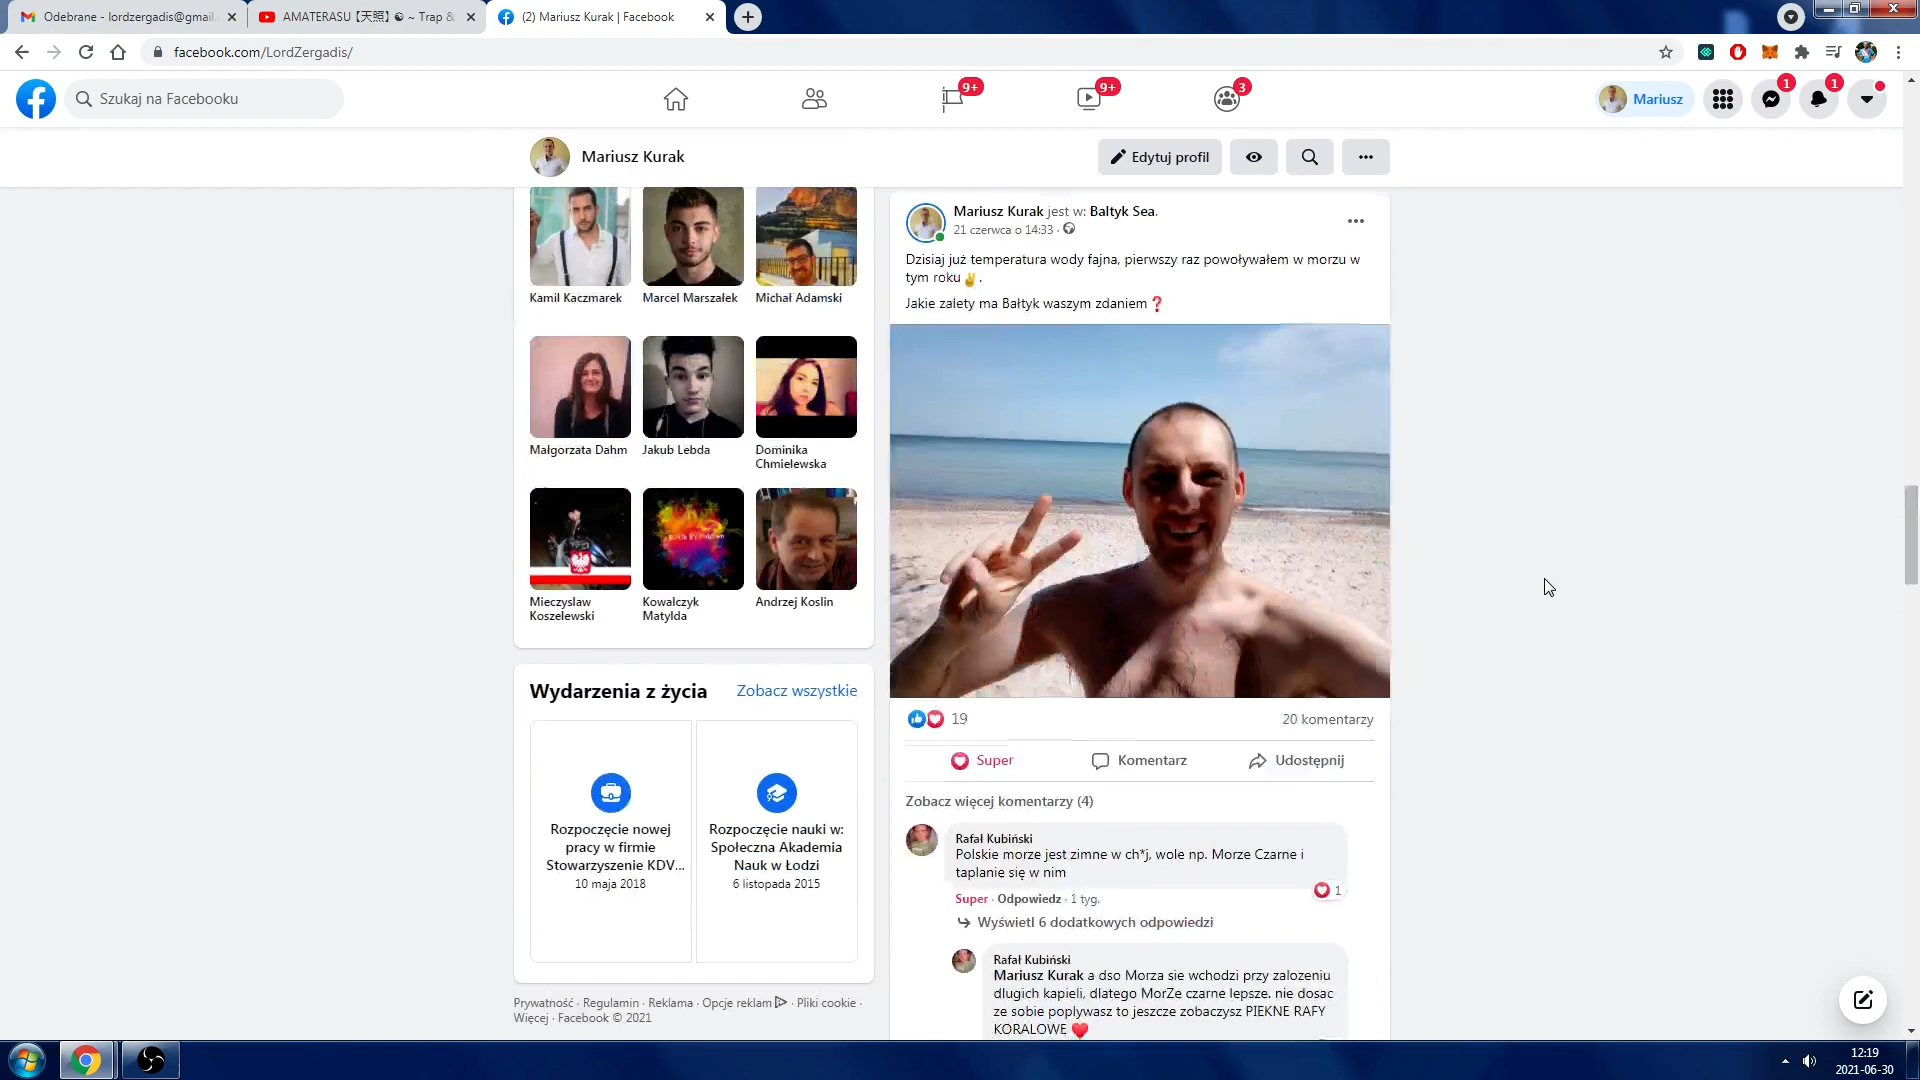 Odebrane - lordzergadis@gmail.
AMATERASU【天照】☯ ~ Trap &
(2) Mariusz Kurak | Facebook
facebook.com/LordZergadis/
Szukaj na Facebooku
9+
9+
3
Mariusz
1
1
Mariusz Kurak
Edytuj profil
Kamil Kaczmarek
Marcel Marszałek
Michał Adamski
Małgorzata Dahm
Jakub Lebda
Dominika
Chmielewska
Mieczyslaw
Koszelewski
Kowalczyk
Matylda
Andrzej Koslin
Wydarzenia z życia
Zobacz wszystkie
Rozpoczęcie nowej
pracy w firmie
Stowarzyszenie KDV...
10 maja 2018
Rozpoczęcie nauki w:
Społeczna Akademia
Nauk w Łodzi
6 listopada 2015
Prywatność · Regulamin · Reklama · Opcje reklam · Pliki cookie ·
Więcej · Facebook © 2021
Mariusz Kurak jest w: Bałtyk Sea.
21 czerwca o 14:33 ·
Dzisiaj już temperatura wody fajna, pierwszy raz powoływałem w morzu w
tym roku✌.
Jakie zalety ma Bałtyk waszym zdaniem❓
19
20 komentarzy
Super
Komentarz
Udostępnij
Zobacz więcej komentarzy (4)
Rafał Kubiński
Polskie morze jest zimne w ch*j, wole np. Morze Czarne i
taplanie się w nim
1
Super · Odpowiedz · 1 tyg.
Wyświetl 6 dodatkowych odpowiedzi
Rafał Kubiński
Mariusz Kurak a dso Morza sie wchodzi przy zalozeniu
dlugich kapieli, dlatego MorZe czarne lepsze. nie dosac
ze sobie poplywasz to jeszcze zobaczysz PIEKNE RAFY
KORALOWE ♥
12:19
2021-06-30